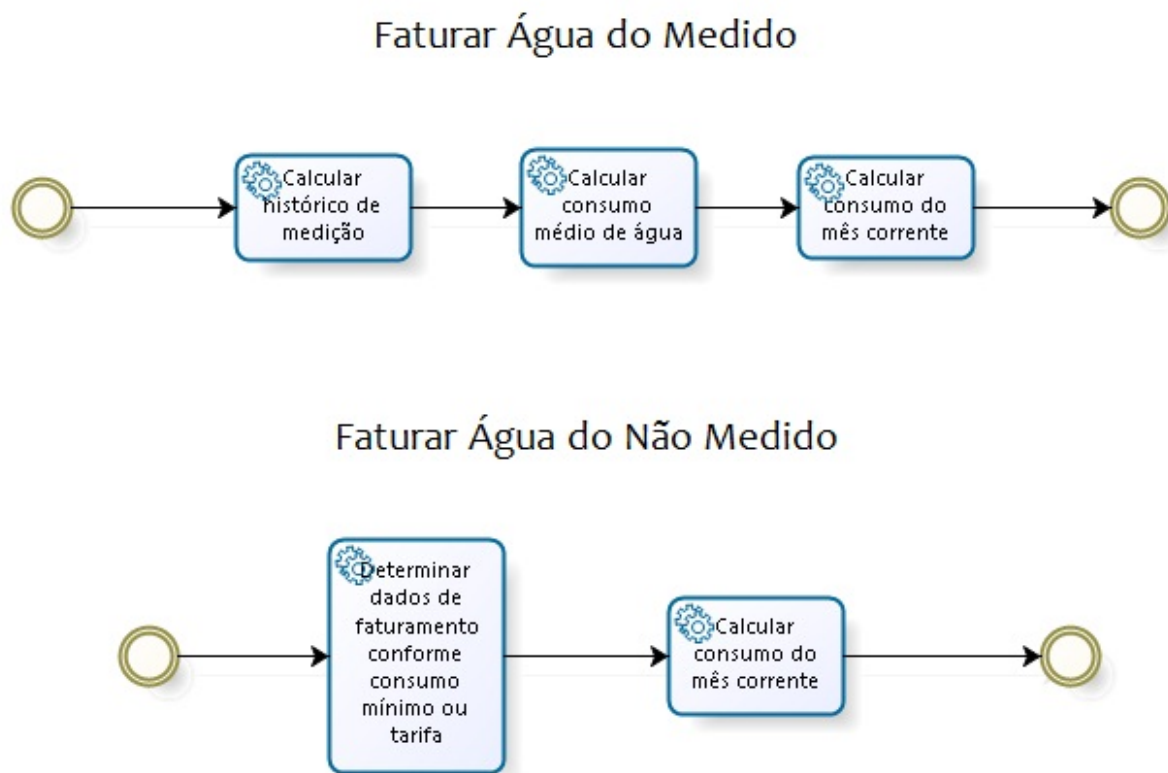 Faturar Água do Medido
Calcular
histórico de
medição
Calcular
consumo
médio de água
Calcular
consumo do
mês corrente
Faturar Água do Não Medido
Determinar
dados de
faturamento
conforme
consumo
mínimo ou
tarifa
Calcular
consumo do
mês corrente